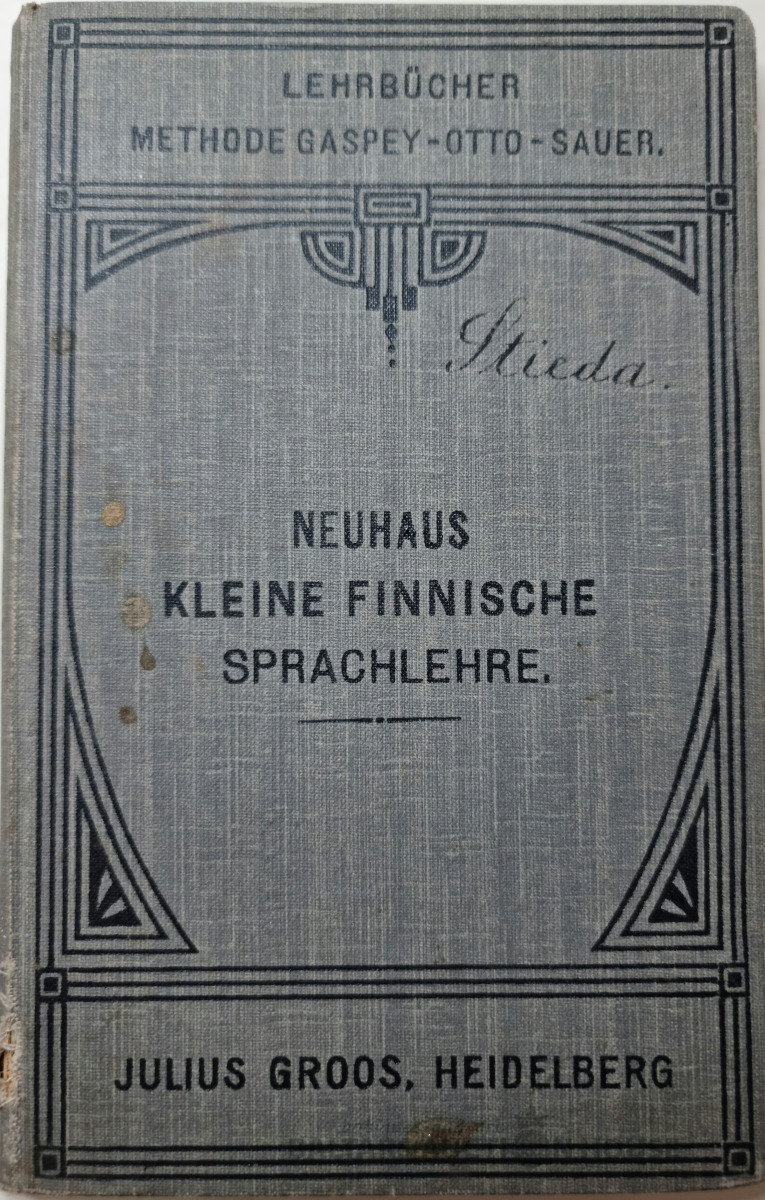 LEHRBÜCHER
METHODE GASPEY-OTTO-SAUER.
Stieda.
NEUHAUS
KLEINE FINNISCHE
SPRACHLEHRE.
JULIUS GROOS, HEIDELBERG